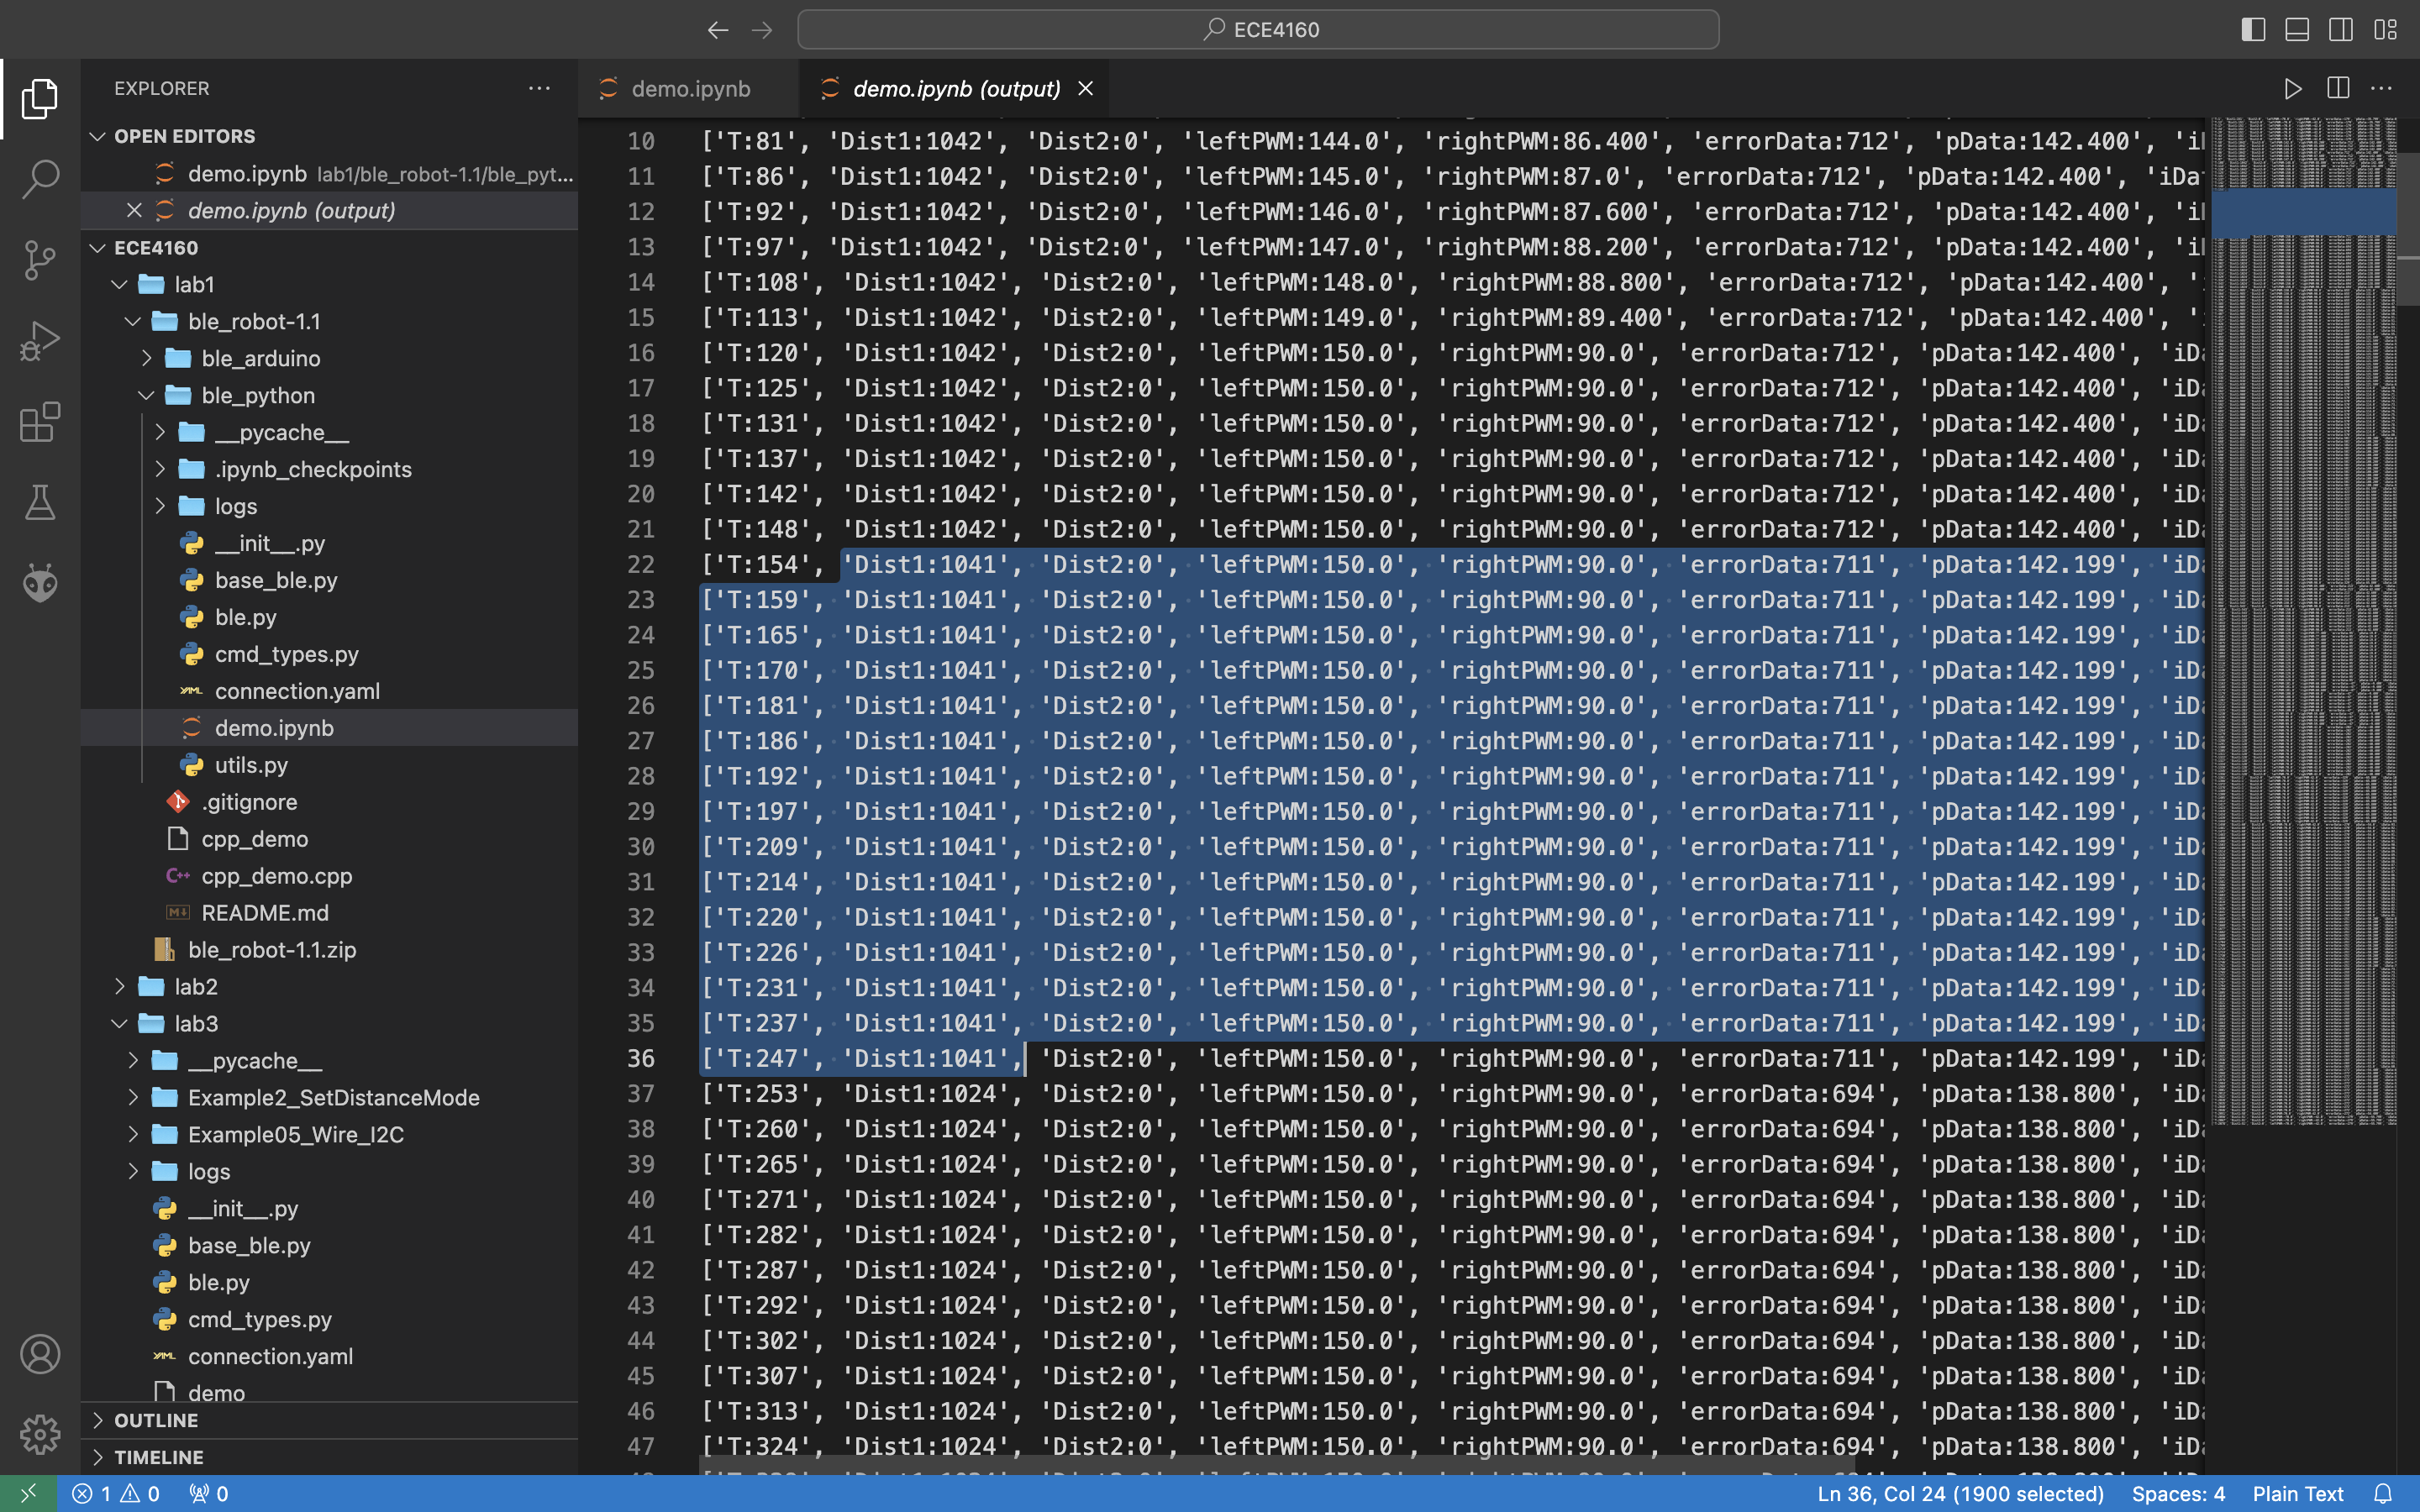 ECE4160
EXPLORER
OPEN EDITORS
demo.ipynb lab1/ble_robot-1.1/ble_pyt...
demo.ipynb (output)
ECE4160
lab1
ble_robot-1.1
ble_arduino
ble_python
__pycache__
.ipynb_checkpoints
logs
__init__.py
base_ble.py
ble.py
cmd_types.py
connection.yaml
demo.ipynb
utils.py
.gitignore
cpp_demo
cpp_demo.cpp
README.md
ble_robot-1.1.zip
lab2
lab3
__pycache__
Example2_SetDistanceMode
Example05_Wire_I2C
logs
__init__.py
base_ble.py
ble.py
cmd_types.py
connection.yaml
demo
OUTLINE
TIMELINE
demo.ipynb
demo.ipynb (output)
10 ['T:81', 'Dist1:1042', 'Dist2:0', 'leftPWM:144.0', 'rightPWM:86.400', 'errorData:712', 'pData:142.400', 'i
11 ['T:86', 'Dist1:1042', 'Dist2:0', 'leftPWM:145.0', 'rightPWM:87.0', 'errorData:712', 'pData:142.400', 'iDa
12 ['T:92', 'Dist1:1042', 'Dist2:0', 'leftPWM:146.0', 'rightPWM:87.600', 'errorData:712', 'pData:142.400', 'i
13 ['T:97', 'Dist1:1042', 'Dist2:0', 'leftPWM:147.0', 'rightPWM:88.200', 'errorData:712', 'pData:142.400', 'i
14 ['T:108', 'Dist1:1042', 'Dist2:0', 'leftPWM:148.0', 'rightPWM:88.800', 'errorData:712', 'pData:142.400', '
15 ['T:113', 'Dist1:1042', 'Dist2:0', 'leftPWM:149.0', 'rightPWM:89.400', 'errorData:712', 'pData:142.400', '
16 ['T:120', 'Dist1:1042', 'Dist2:0', 'leftPWM:150.0', 'rightPWM:90.0', 'errorData:712', 'pData:142.400', 'iD
17 ['T:125', 'Dist1:1042', 'Dist2:0', 'leftPWM:150.0', 'rightPWM:90.0', 'errorData:712', 'pData:142.400', 'iD
18 ['T:131', 'Dist1:1042', 'Dist2:0', 'leftPWM:150.0', 'rightPWM:90.0', 'errorData:712', 'pData:142.400', 'iD
19 ['T:137', 'Dist1:1042', 'Dist2:0', 'leftPWM:150.0', 'rightPWM:90.0', 'errorData:712', 'pData:142.400', 'iD
20 ['T:142', 'Dist1:1042', 'Dist2:0', 'leftPWM:150.0', 'rightPWM:90.0', 'errorData:712', 'pData:142.400', 'iD
21 ['T:148', 'Dist1:1042', 'Dist2:0', 'leftPWM:150.0', 'rightPWM:90.0', 'errorData:712', 'pData:142.400', 'iD
22 ['T:154', 'Dist1:1041', 'Dist2:0', 'leftPWM:150.0', 'rightPWM:90.0', 'errorData:711', 'pData:142.199', 'iD
23 ['T:159', 'Dist1:1041', 'Dist2:0', 'leftPWM:150.0', 'rightPWM:90.0', 'errorData:711', 'pData:142.199', 'iD
24 ['T:165', 'Dist1:1041', 'Dist2:0', 'leftPWM:150.0', 'rightPWM:90.0', 'errorData:711', 'pData:142.199', 'iD
25 ['T:170', 'Dist1:1041', 'Dist2:0', 'leftPWM:150.0', 'rightPWM:90.0', 'errorData:711', 'pData:142.199', 'iD
26 ['T:181', 'Dist1:1041', 'Dist2:0', 'leftPWM:150.0', 'rightPWM:90.0', 'errorData:711', 'pData:142.199', 'iD
27 ['T:186', 'Dist1:1041', 'Dist2:0', 'leftPWM:150.0', 'rightPWM:90.0', 'errorData:711', 'pData:142.199', 'iD
28 ['T:192', 'Dist1:1041', 'Dist2:0', 'leftPWM:150.0', 'rightPWM:90.0', 'errorData:711', 'pData:142.199', 'iD
29 ['T:197', 'Dist1:1041', 'Dist2:0', 'leftPWM:150.0', 'rightPWM:90.0', 'errorData:711', 'pData:142.199', 'iD
30 ['T:209', 'Dist1:1041', 'Dist2:0', 'leftPWM:150.0', 'rightPWM:90.0', 'errorData:711', 'pData:142.199', 'iD
31 ['T:214', 'Dist1:1041', 'Dist2:0', 'leftPWM:150.0', 'rightPWM:90.0', 'errorData:711', 'pData:142.199', 'iD
32 ['T:220', 'Dist1:1041', 'Dist2:0', 'leftPWM:150.0', 'rightPWM:90.0', 'errorData:711', 'pData:142.199', 'iD
33 ['T:226', 'Dist1:1041', 'Dist2:0', 'leftPWM:150.0', 'rightPWM:90.0', 'errorData:711', 'pData:142.199', 'iD
34 ['T:231', 'Dist1:1041', 'Dist2:0', 'leftPWM:150.0', 'rightPWM:90.0', 'errorData:711', 'pData:142.199', 'iD
35 ['T:237', 'Dist1:1041', 'Dist2:0', 'leftPWM:150.0', 'rightPWM:90.0', 'errorData:711', 'pData:142.199', 'iD
36 ['T:247', 'Dist1:1041', 'Dist2:0', 'leftPWM:150.0', 'rightPWM:90.0', 'errorData:711', 'pData:142.199', 'iD
37 ['T:253', 'Dist1:1024', 'Dist2:0', 'leftPWM:150.0', 'rightPWM:90.0', 'errorData:694', 'pData:138.800', 'iD
38 ['T:260', 'Dist1:1024', 'Dist2:0', 'leftPWM:150.0', 'rightPWM:90.0', 'errorData:694', 'pData:138.800', 'iD
39 ['T:265', 'Dist1:1024', 'Dist2:0', 'leftPWM:150.0', 'rightPWM:90.0', 'errorData:694', 'pData:138.800', 'iD
40 ['T:271', 'Dist1:1024', 'Dist2:0', 'leftPWM:150.0', 'rightPWM:90.0', 'errorData:694', 'pData:138.800', 'iD
41 ['T:282', 'Dist1:1024', 'Dist2:0', 'leftPWM:150.0', 'rightPWM:90.0', 'errorData:694', 'pData:138.800', 'iD
42 ['T:287', 'Dist1:1024', 'Dist2:0', 'leftPWM:150.0', 'rightPWM:90.0', 'errorData:694', 'pData:138.800', 'iD
43 ['T:292', 'Dist1:1024', 'Dist2:0', 'leftPWM:150.0', 'rightPWM:90.0', 'errorData:694', 'pData:138.800', 'iD
44 ['T:302', 'Dist1:1024', 'Dist2:0', 'leftPWM:150.0', 'rightPWM:90.0', 'errorData:694', 'pData:138.800', 'iD
45 ['T:307', 'Dist1:1024', 'Dist2:0', 'leftPWM:150.0', 'rightPWM:90.0', 'errorData:694', 'pData:138.800', 'iD
46 ['T:313', 'Dist1:1024', 'Dist2:0', 'leftPWM:150.0', 'rightPWM:90.0', 'errorData:694', 'pData:138.800', 'iD
47 ['T:324', 'Dist1:1024', 'Dist2:0', 'leftPWM:150.0', 'rightPWM:90.0', 'errorData:694', 'pData:138.800', 'iD
1 0 0 Ln 36, Col 24 (1900 selected) Spaces: 4 Plain Text